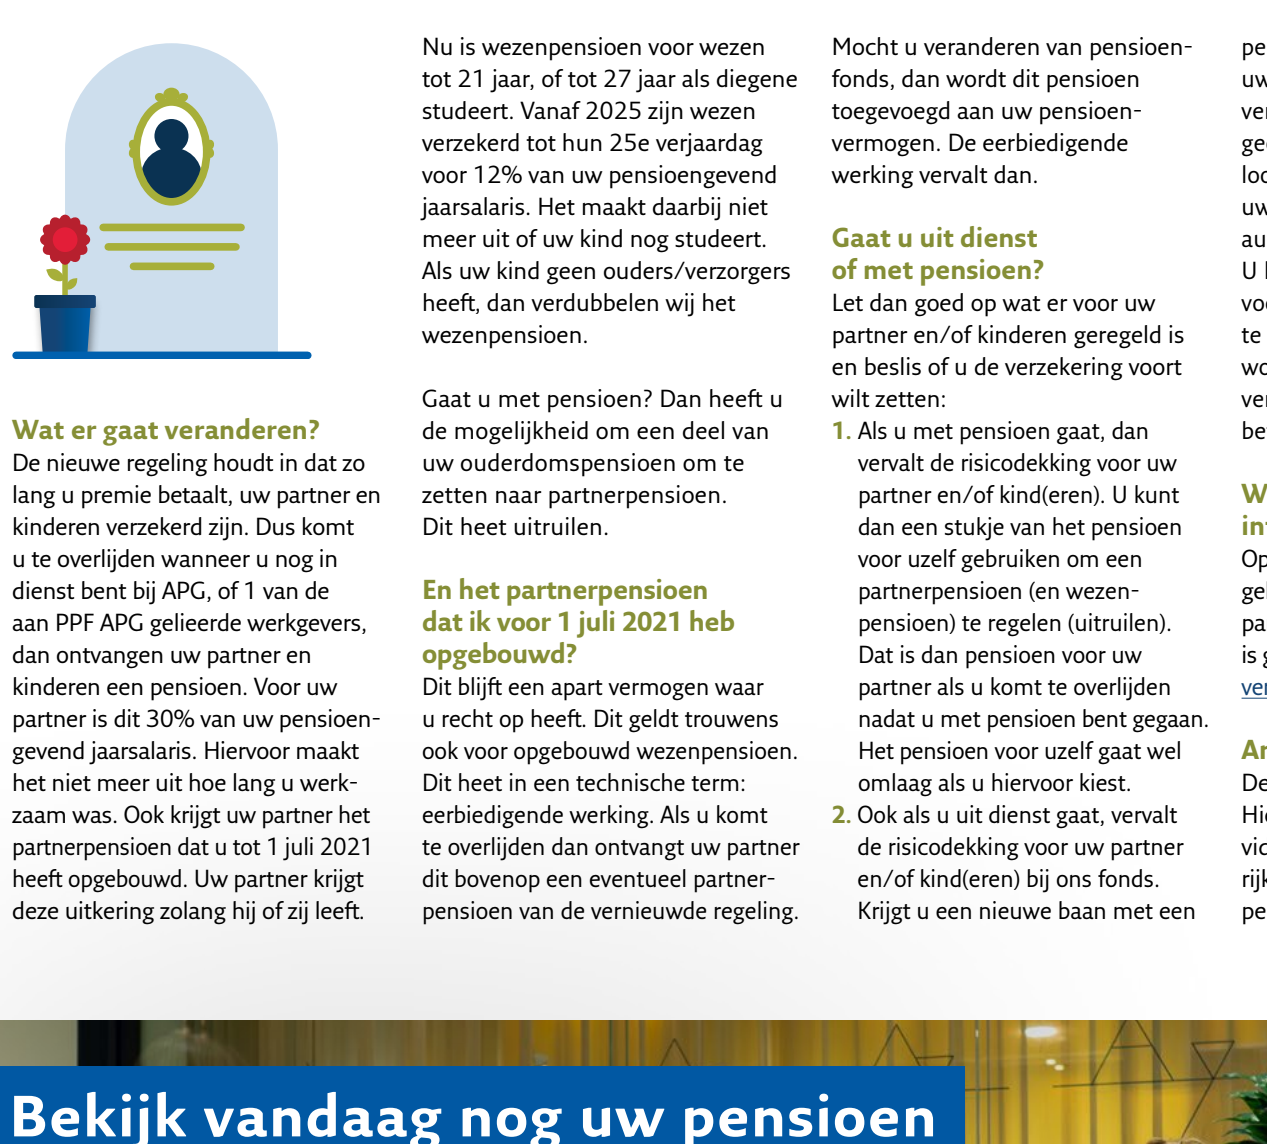 Wat er gaat veranderen?
De nieuwe regeling houdt in dat zo
lang u premie betaalt, uw partner en
kinderen verzekerd zijn. Dus komt
u te overlijden wanneer u nog in
dienst bent bij APG, of 1 van de
aan PPF APG gelieerde werkgevers,
dan ontvangen uw partner en
kinderen een pensioen. Voor uw
partner is dit 30% van uw pensioen-
gevend jaarsalaris. Hiervoor maakt
het niet meer uit hoe lang u werk-
zaam was. Ook krijgt uw partner het
partnerpensioen dat u tot 1 juli 2021
heeft opgebouwd. Uw partner krijgt
deze uitkering zolang hij of zij leeft.
Nu is wezenpensioen voor wezen
tot 21 jaar, of tot 27 jaar als diegene
studeert. Vanaf 2025 zijn wezen
verzekerd tot hun 25e verjaardag
voor 12% van uw pensioengevend
jaarsalaris. Het maakt daarbij niet
meer uit of uw kind nog studeert.
Als uw kind geen ouders/verzorgers
heeft, dan verdubbelen wij het
wezenpensioen.
Gaat u met pensioen? Dan heeft u
de mogelijkheid om een deel van
uw ouderdomspensioen om te
zetten naar partnerpensioen.
Dit heet uitruilen.
En het partnerpensioen
dat ik voor 1 juli 2021 heb
opgebouwd?
Dit blijft een apart vermogen waar
u recht op heeft. Dit geldt trouwens
ook voor opgebouwd wezenpensioen.
Dit heet in een technische term:
eerbiedigende werking. Als u komt
te overlijden dan ontvangt uw partner
dit bovenop een eventueel partner-
pensioen van de vernieuwde regeling.
Mocht u veranderen van pensioen-
fonds, dan wordt dit pensioen
toegevoegd aan uw pensioen-
vermogen. De eerbiedigende
werking vervalt dan.
Gaat u uit dienst
of met pensioen?
Let dan goed op wat er voor uw
partner en/of kinderen geregeld is
en beslis of u de verzekering voort
wilt zetten:
1. Als u met pensioen gaat, dan
vervalt de risicodekking voor uw
partner en/of kind(eren). U kunt
dan een stukje van het pensioen
voor uzelf gebruiken om een
partnerpensioen (en wezen-
pensioen) te regelen (uitruilen).
Dat is dan pensioen voor uw
partner als u komt te overlijden
nadat u met pensioen bent gegaan.
Het pensioen voor uzelf gaat wel
omlaag als u hiervoor kiest.
2. Ook als u uit dienst gaat, vervalt
de risicodekking voor uw partner
en/of kind(eren) bij ons fonds.
Krijgt u een nieuwe baan met een
Bekijk vandaag nog uw pensioen